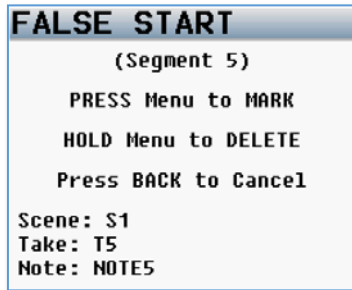 FALSE START
(Segment 5)
PRESS Menu to MARK
HOLD Menu to DELETE
Press BACK to Cancel
Scene: S1
Take: T5
Note: NOTE5